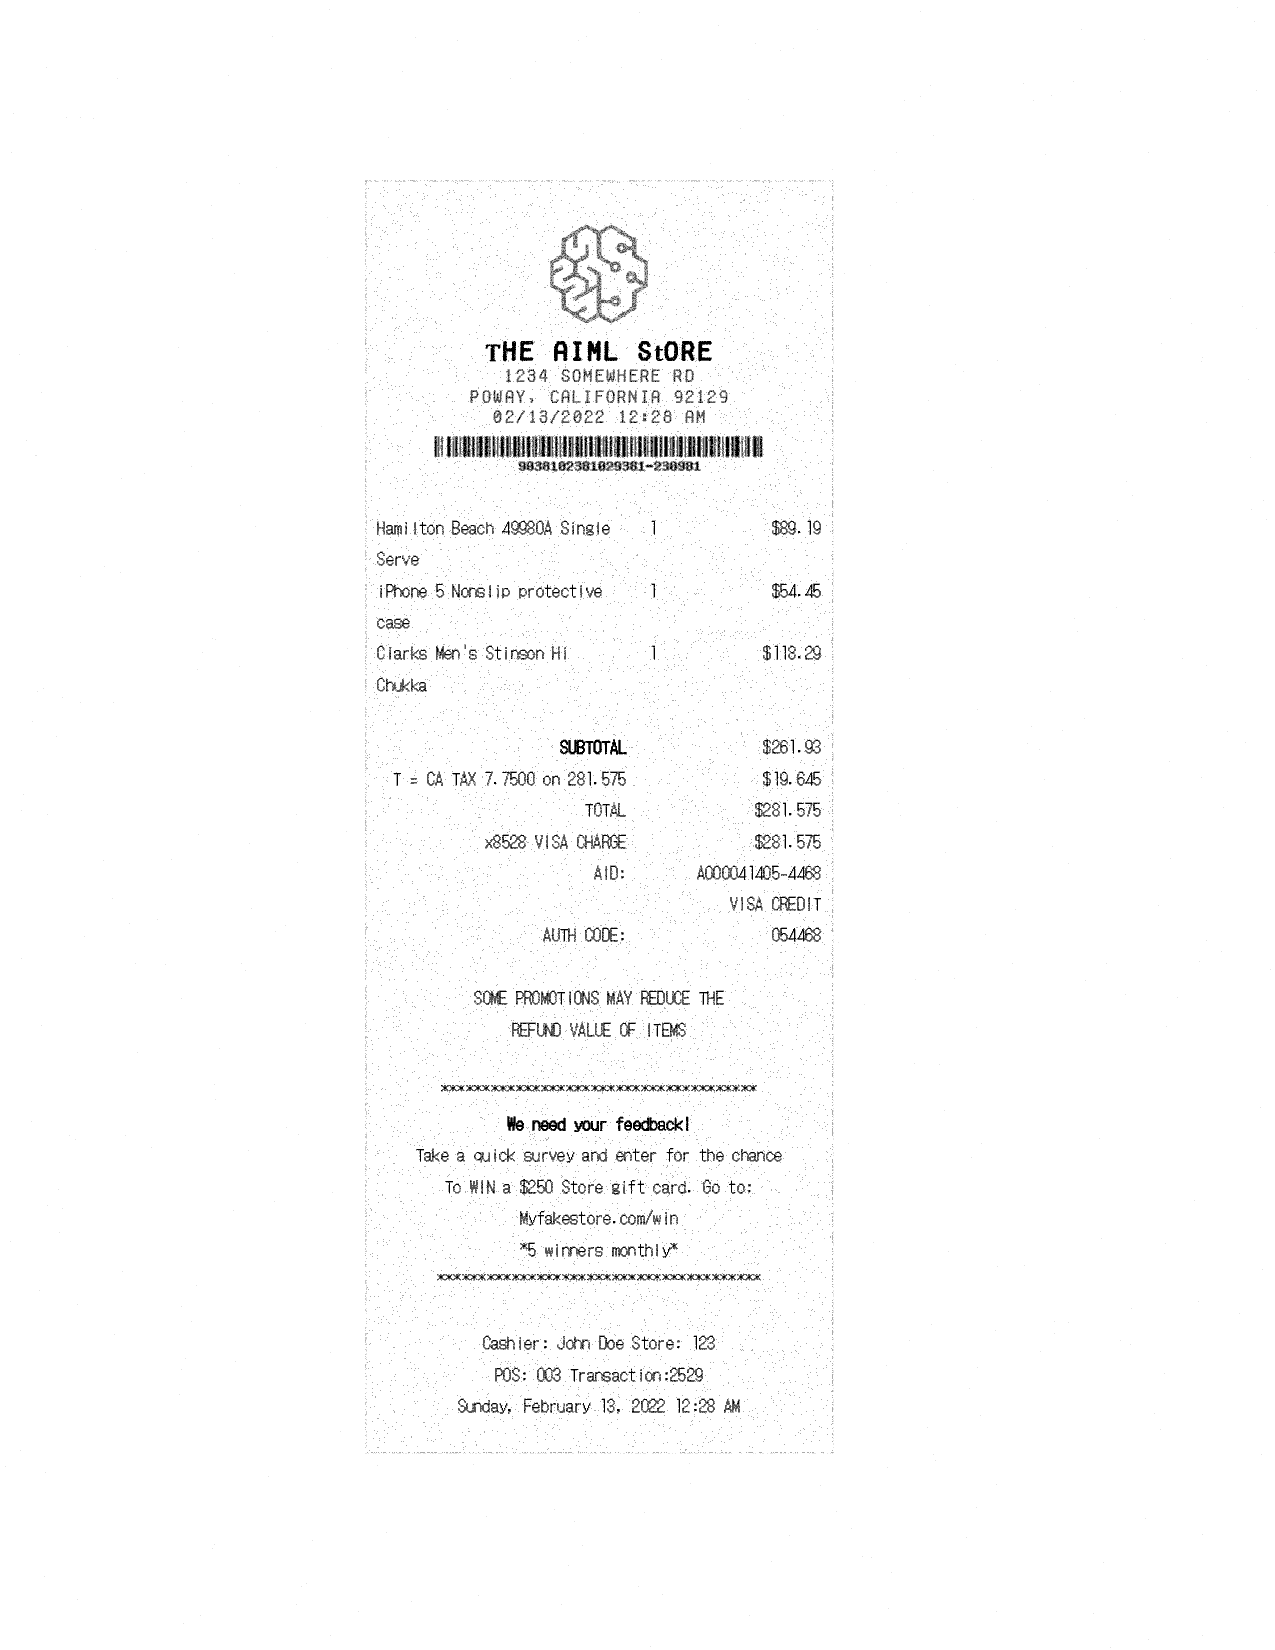 THE AIML StORE
1234 SOMEWHERE RD
POWAY, CALIFORNIA 92129
02/13/2022 12:28 AM
9038102381029381-230981
Hamilton Beach 49980A Single 1 $89.19
Serve
iPhone 5 Nonslip protective 1 $54.45
case
Clarks Men's Stinson Hi 1 $118.29
Chukka
SUBTOTAL $261.93
T = CA TAX 7.7500 on 281.575 $19.645
TOTAL $281.575
x8528 VISA CHARGE $281.575
AID: A000041405-4468
VISA CREDIT
AUTH CODE: 054468
SOME PROMOTIONS MAY REDUCE THE
REFUND VALUE OF ITEMS
**************************************
We need your feedback!
Take a quick survey and enter for the chance
To WIN a $250 Store gift card. Go to:
Myfakestore.com/win
*5 winners monthly*
***************************************
Cashier: John Doe Store: 123
POS: 003 Transaction:2529
Sunday, February 13, 2022 12:28 AM